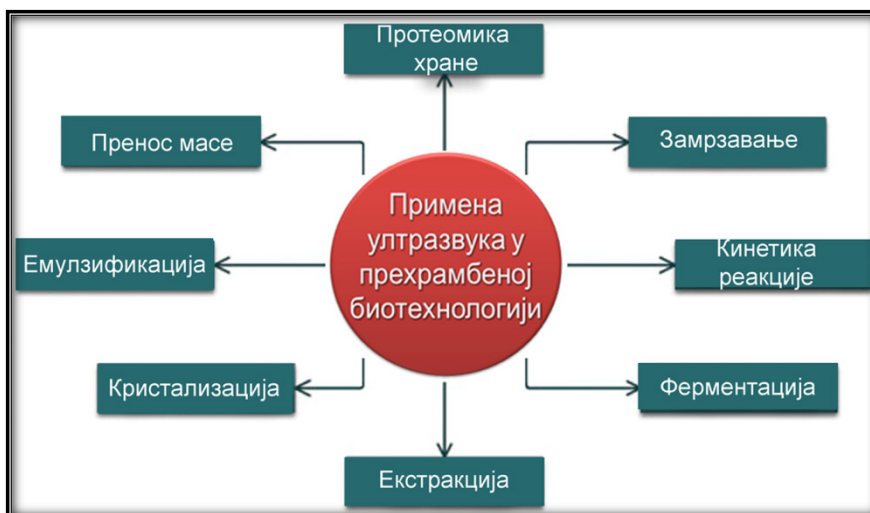 Протеомика
хране
Пренос масе
Замрзавање
Примена
ултразвука у
прехрамбеној
биотехнологији
Емулзификација
Кинетика
реакције
Кристализација
Ферментација
Екстракција